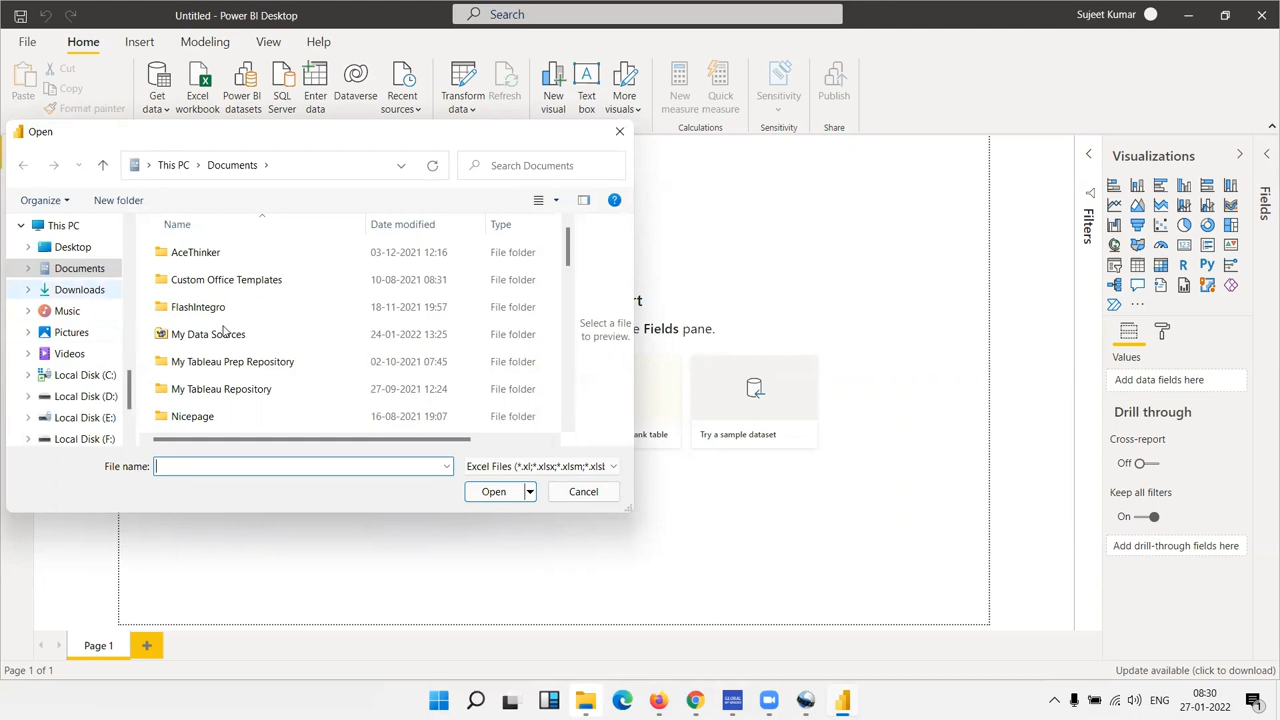 Untitled - Power BI Desktop
Search
Sujeet Kumar
File
Home
Insert
Modeling
View
Help
Paste
Cut
Copy
Format painter
Get data
Excel workbook
Power BI datasets
SQL Server
Enter data
Dataverse
Recent sources
Transform data
Refresh
New visual
Text box
More visuals
New measure
Quick measure
Sensitivity
Publish
Calculations
Sensitivity
Share
Open
This PC
Documents
Search Documents
Organize
New folder
This PC
Desktop
Documents
Downloads
Music
Pictures
Videos
Local Disk (C:)
Local Disk (D:)
Local Disk (E:)
Local Disk (F:)
Name Date modified Type
AceThinker 03-12-2021 12:16 File folder
Custom Office Templates 10-08-2021 08:31 File folder
FlashIntegro 18-11-2021 19:57 File folder
My Data Sources 24-01-2022 13:25 File folder
My Tableau Prep Repository 02-10-2021 07:45 File folder
My Tableau Repository 27-09-2021 12:24 File folder
Nicepage 16-08-2021 19:07 File folder
Select a file to preview.
File name:
Excel Files (*.xl;*.xlsx;*.xlsm;*.xlsb
Open
Cancel
rt
e Fields pane.
ank table
Try a sample dataset
Filters
Visualizations
Fields
R
Py
Values
Add data fields here
Drill through
Cross-report
Off
Keep all filters
On
Add drill-through fields here
Page 1
Page 1 of 1
Update available (click to download)
ENG
08:30
27-01-2022